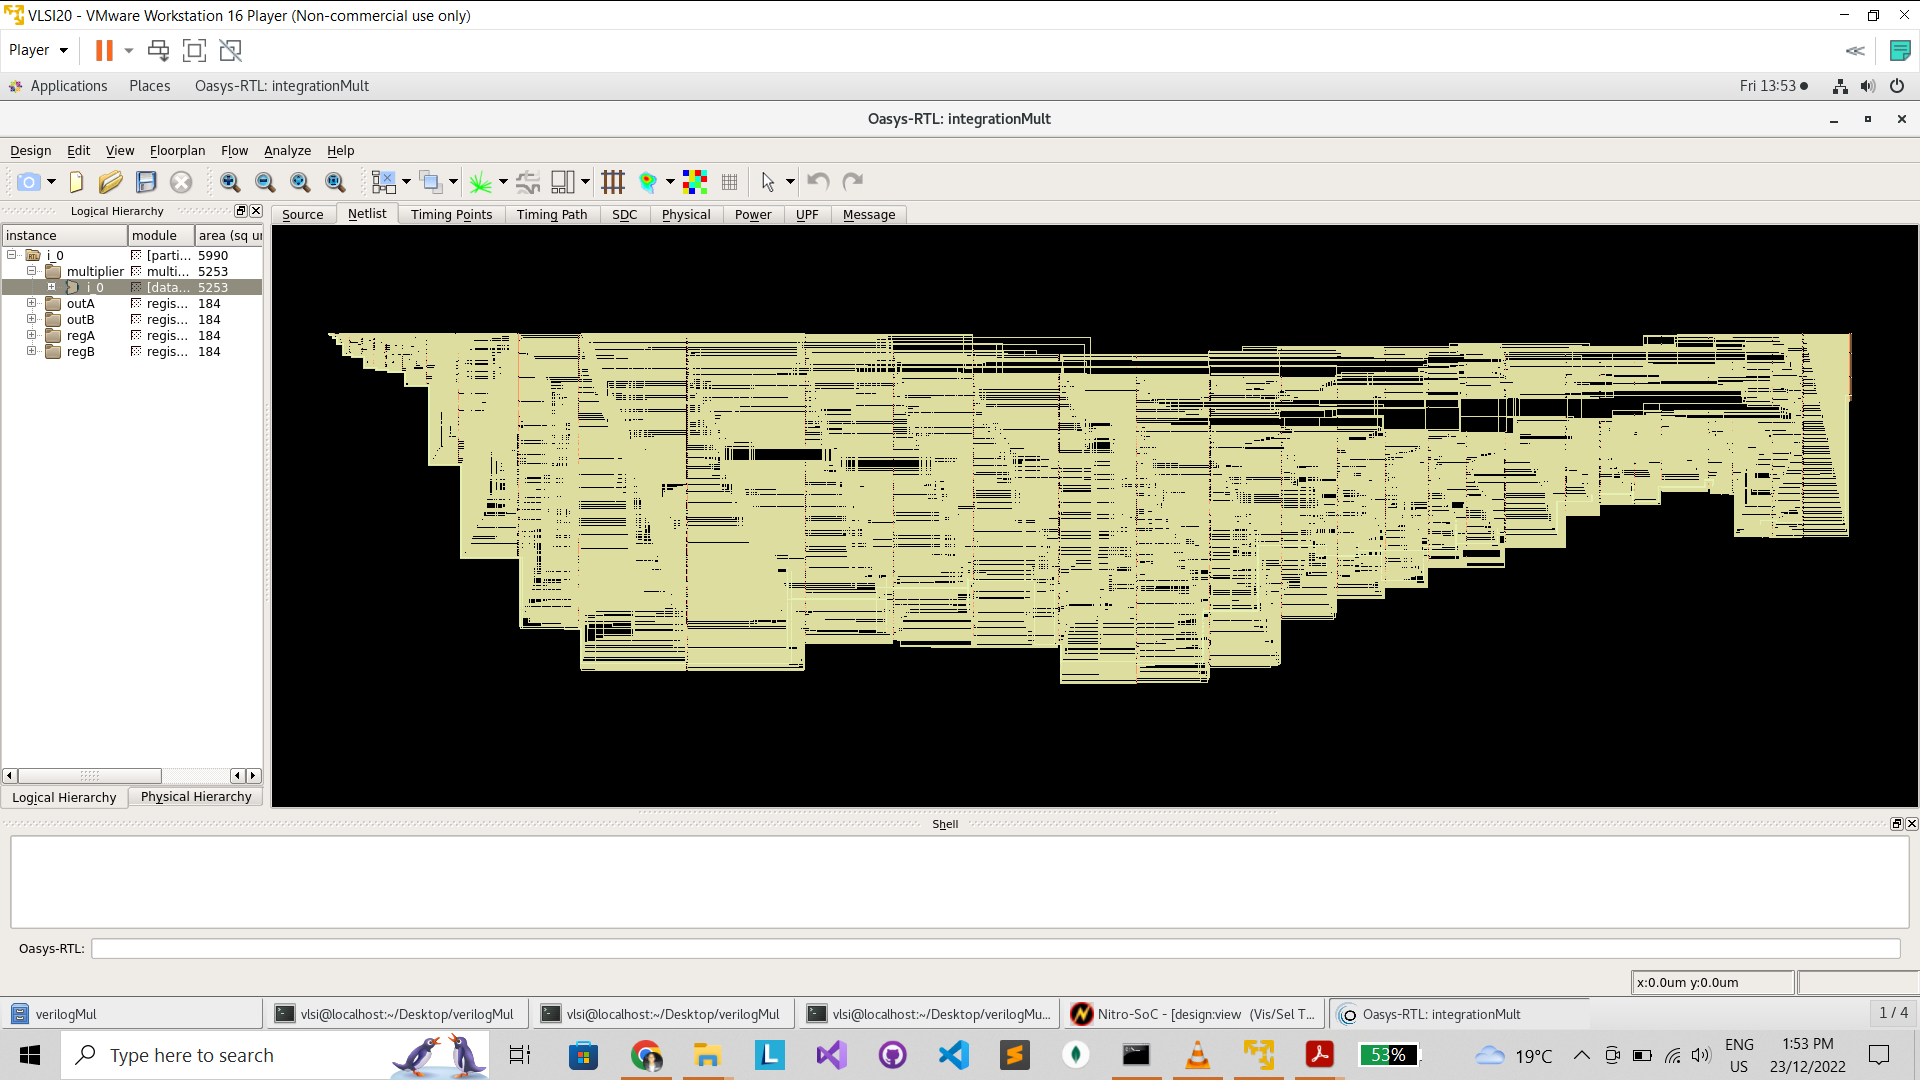 VLSI20 - VMware Workstation 16 Player (Non-commercial use only)
Player
Applications Places Oasys-RTL: integrationMult Fri 13:53
Oasys-RTL: integrationMult
Design Edit View Floorplan Flow Analyze Help
Logical Hierarchy
Source Netlist Timing Points Timing Path SDC Physical Power UPF Message
instance module area (sq ur
RTL i_0 [parti... 5990
multiplier multi... 5253
i_0 [data... 5253
outA regis... 184
outB regis... 184
regA regis... 184
regB regis... 184
Logical Hierarchy Physical Hierarchy
Shell
Oasys-RTL:
x:0.0um y:0.0um
verilogMul vlsi@localhost:~/Desktop/verilogMul vlsi@localhost:~/Desktop/verilogMul vlsi@localhost:~/Desktop/verilogMu... Nitro-SoC - [design:view (Vis/Sel T... Oasys-RTL: integrationMult 1 / 4
Type here to search 53% 19°C ENG 1:53 PM
US 23/12/2022